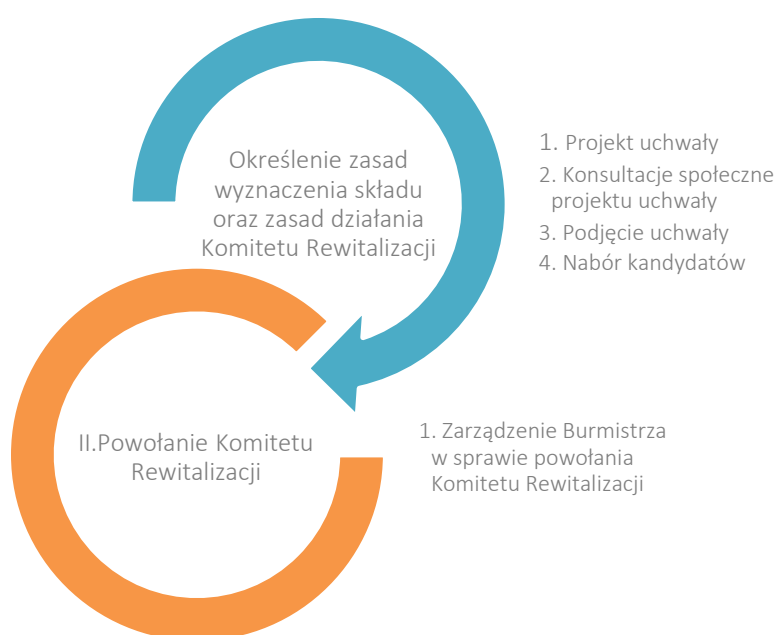 Określenie zasad
wyznaczenia składu
oraz zasad działania
Komitetu Rewitalizacji
1. Projekt uchwały
2. Konsultacje społeczne
projektu uchwały
3. Podjęcie uchwały
4. Nabór kandydatów
II.Powołanie Komitetu
Rewitalizacji
1. Zarządzenie Burmistrza
w sprawie powołania
Komitetu Rewitalizacji